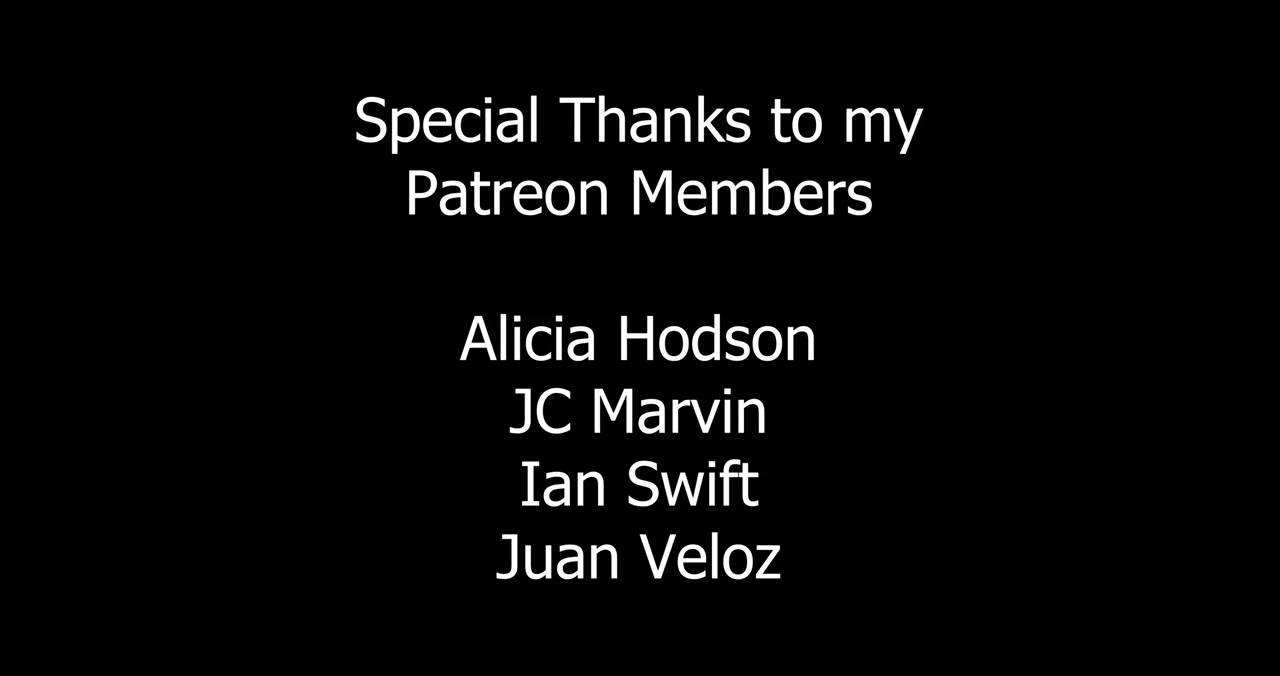 Special Thanks to my
Patreon Members
Alicia Hodson
JC Marvin
Ian Swift
Juan Veloz